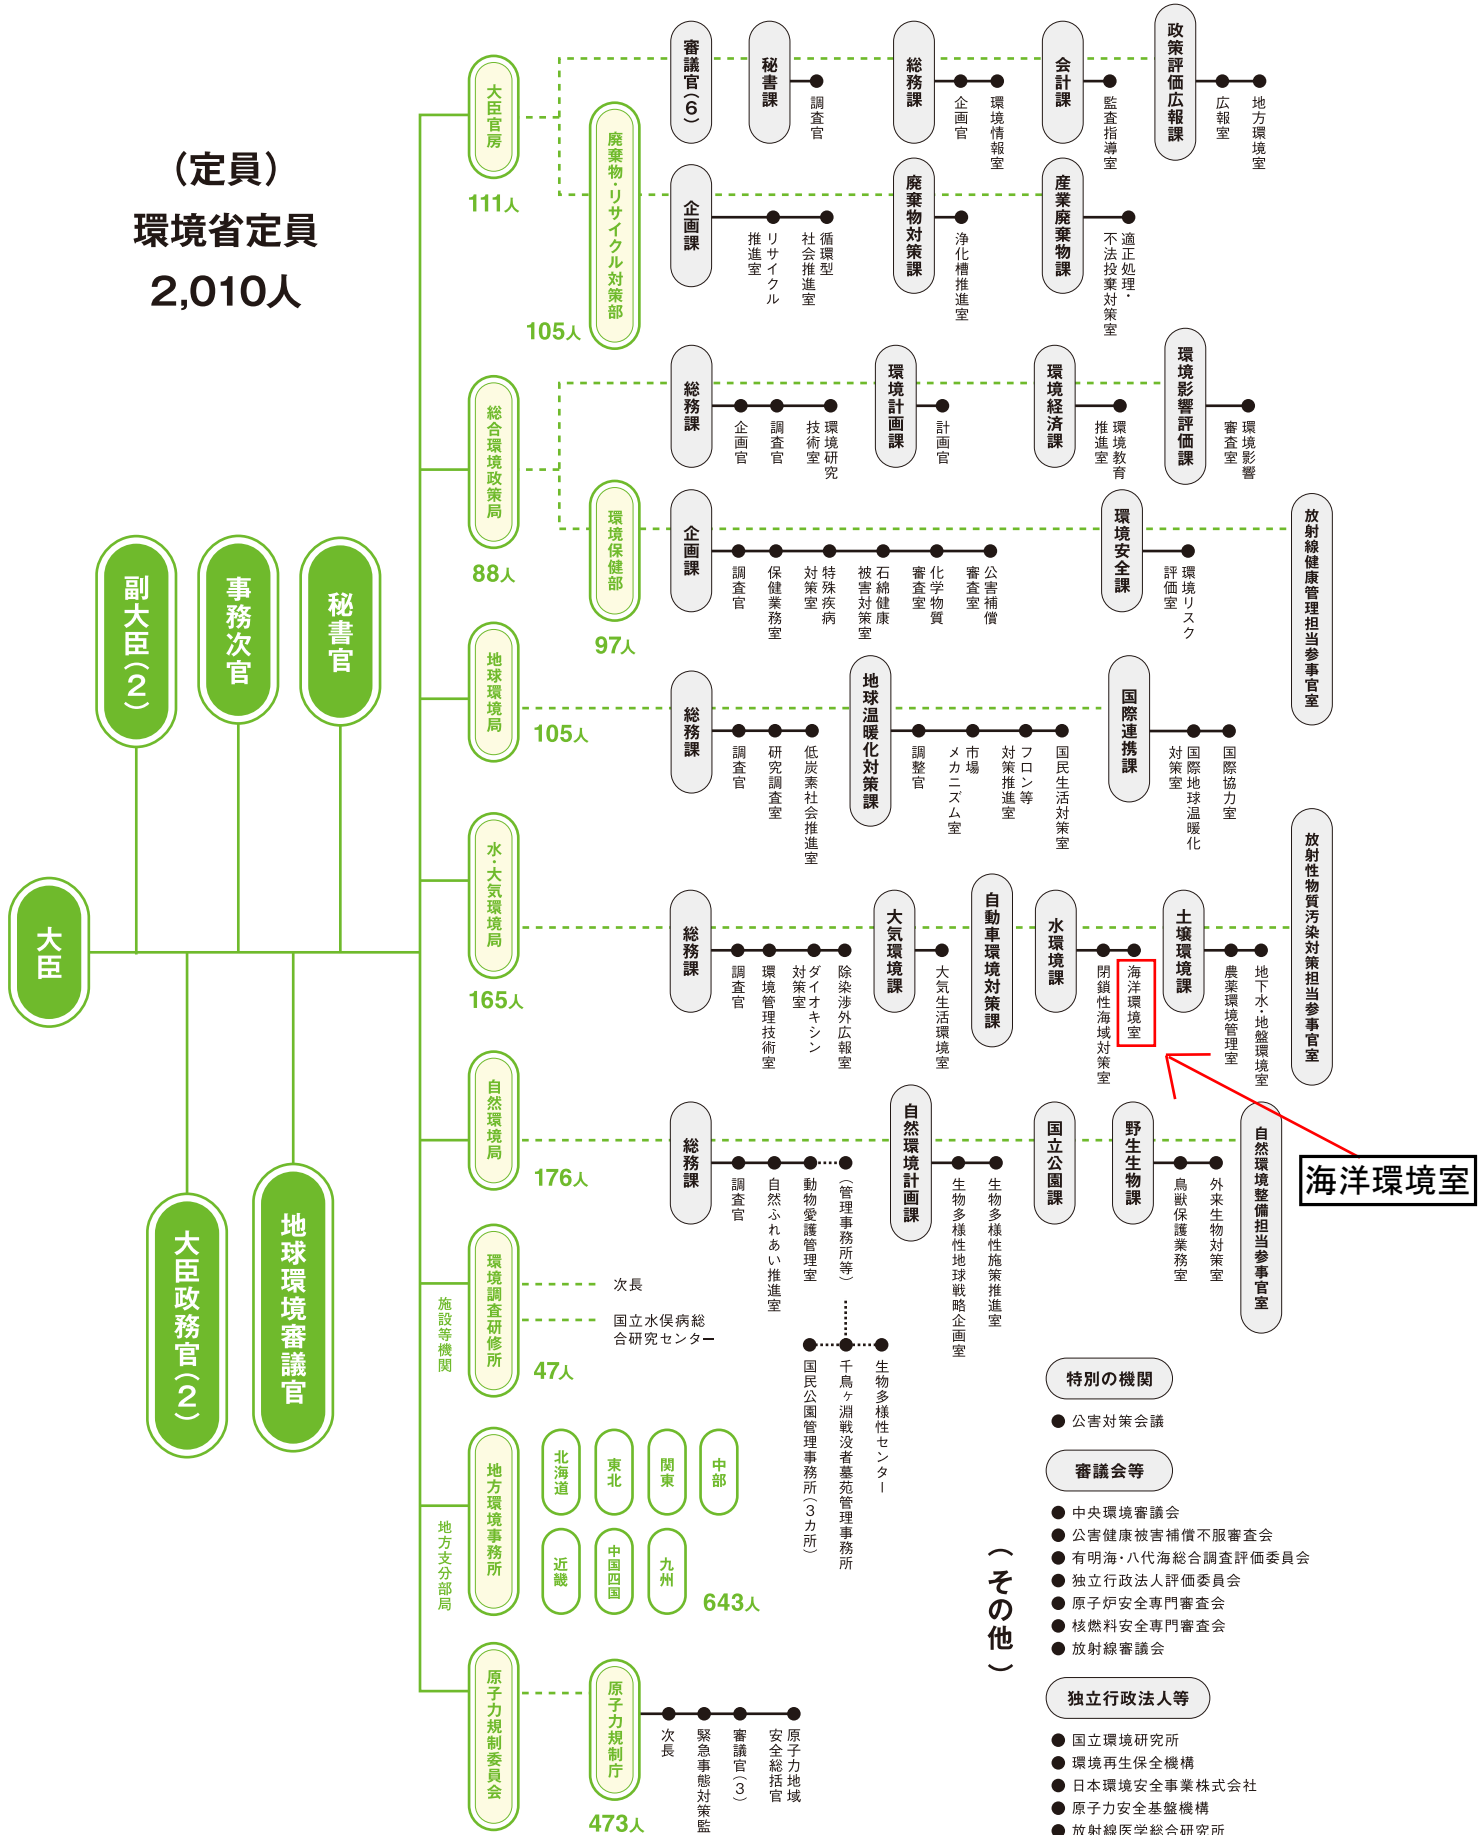 （定員）
環境省定員
2,010人
大臣
副大臣（2）
事務次官
秘書官
大臣政務官（2）
地球環境審議官
大臣官房
111人
審議官（6）
秘書課
調査官
総務課
企画官
環境情報室
会計課
監査指導室
政策評価広報課
広報室
地方環境室
廃棄物・リサイクル対策部
105人
企画課
リサイクル
推進室
循環型
社会推進室
廃棄物対策課
浄化槽推進室
産業廃棄物課
適正処理・
不法投棄対策室
総合環境政策局
88人
総務課
企画官
調査官
環境研究
技術室
環境計画課
計画官
環境経済課
環境教育
推進室
環境影響評価課
環境影響
審査室
環境保健部
97人
企画課
調査官
保健業務室
特殊疾病
対策室
石綿健康
被害対策室
化学物質
審査室
公害補償
審査室
環境安全課
環境リスク
評価室
放射線健康管理担当参事官室
地球環境局
105人
総務課
調査官
研究調査室
低炭素社会推進室
地球温暖化対策課
調整官
市場
メカニズム室
フロン等
対策推進室
国民生活対策室
国際連携課
国際地球温暖化
対策室
国際協力室
水・大気環境局
165人
総務課
調査官
環境管理技術室
ダイオキシン
対策室
除染渉外広報室
大気環境課
大気生活環境室
自動車環境対策課
水環境課
閉鎖性海域対策室
海洋環境室
土壌環境課
農薬環境管理室
地下水・地盤環境室
放射性物質汚染対策担当参事官室
海洋環境室
自然環境局
176人
総務課
調査官
自然ふれあい推進室
動物愛護管理室
（管理事務所等）
国民公園管理事務所（3カ所）
千鳥ヶ淵戦没者墓苑管理事務所
生物多様性センター
自然環境計画課
生物多様性地球戦略企画室
生物多様性施策推進室
国立公園課
野生生物課
鳥獣保護業務室
外来生物対策室
自然環境整備担当参事官室
施設等機関
環境調査研修所
47人
次長
国立水俣病総
合研究センター
地方支分部局
地方環境事務所
北海道
東北
関東
中部
近畿
中国四国
九州
643人
原子力規制委員会
原子力規制庁
473人
次長
緊急事態対策監
審議官（3）
原子力地域
安全総括官
（その他）
特別の機関
● 公害対策会議
審議会等
● 中央環境審議会
● 公害健康被害補償不服審査会
● 有明海・八代海総合調査評価委員会
● 独立行政法人評価委員会
● 原子炉安全専門審査会
● 核燃料安全専門審査会
● 放射線審議会
独立行政法人等
● 国立環境研究所
● 環境再生保全機構
● 日本環境安全事業株式会社
● 原子力安全基盤機構
● 放射線医学総合研究所